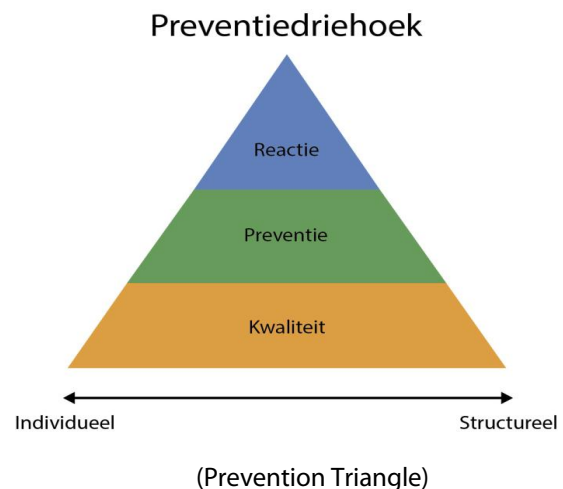 Preventiedriehoek
Reactie
Preventie
Kwaliteit
Individueel Structureel
(Prevention Triangle)